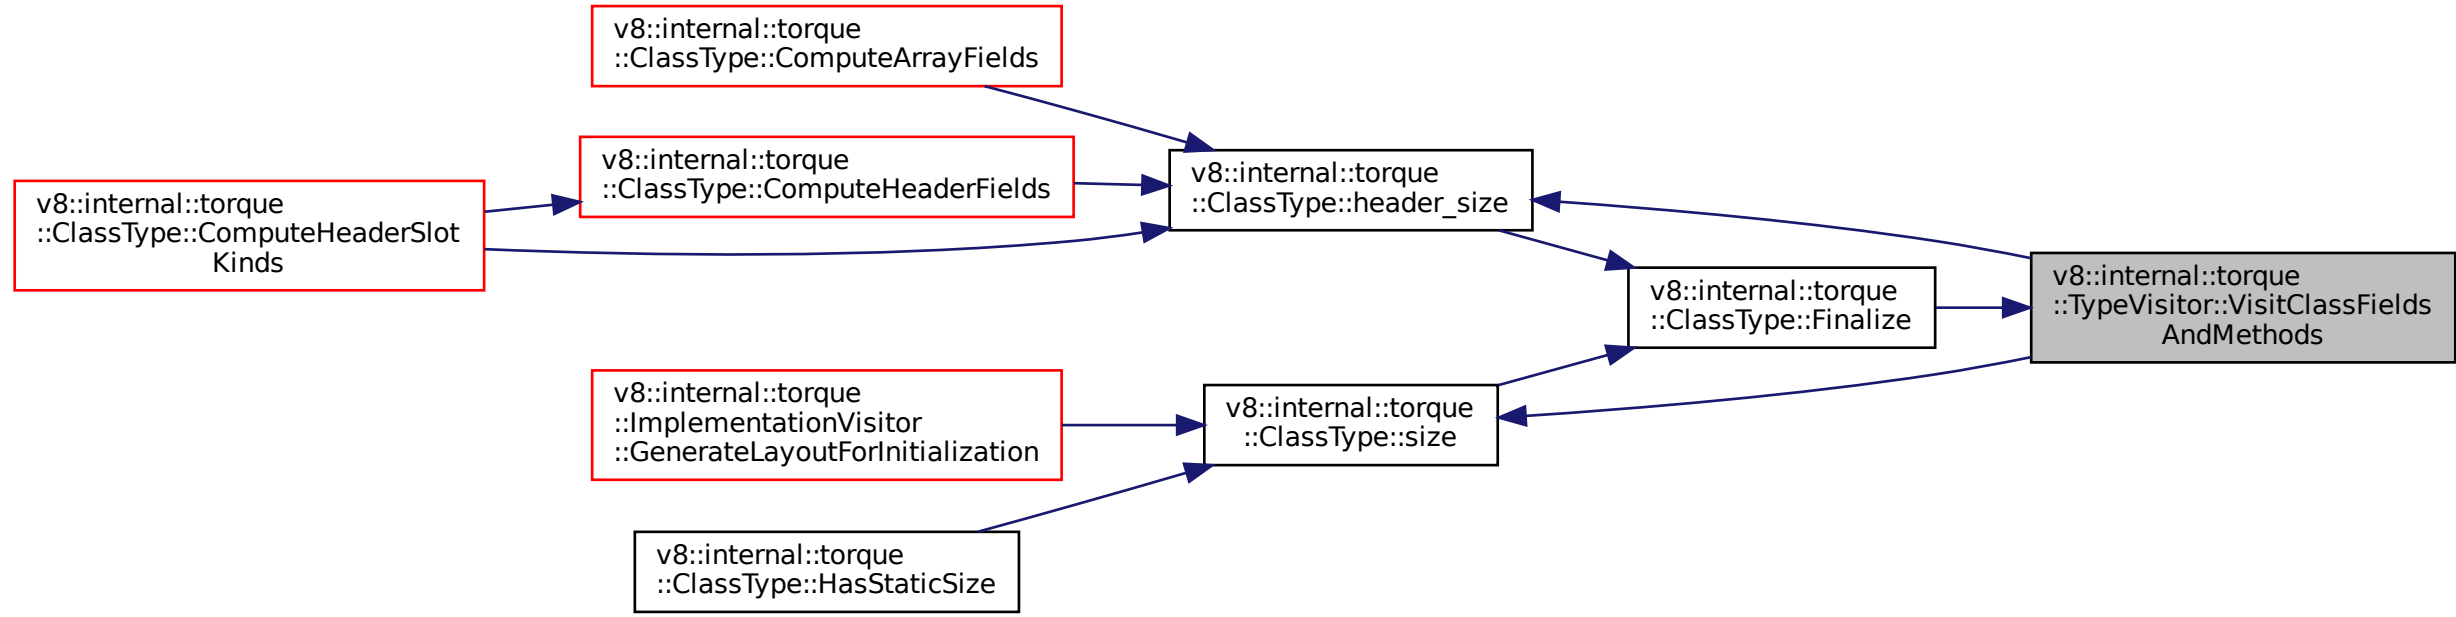 v8::internal::torque
::ClassType::ComputeArrayFields
v8::internal::torque
::ClassType::ComputeHeaderFields
v8::internal::torque
::ClassType::ComputeHeaderSlot
Kinds
v8::internal::torque
::ClassType::header_size
v8::internal::torque
::ClassType::Finalize
v8::internal::torque
::TypeVisitor::VisitClassFields
AndMethods
v8::internal::torque
::ImplementationVisitor
::GenerateLayoutForInitialization
v8::internal::torque
::ClassType::size
v8::internal::torque
::ClassType::HasStaticSize